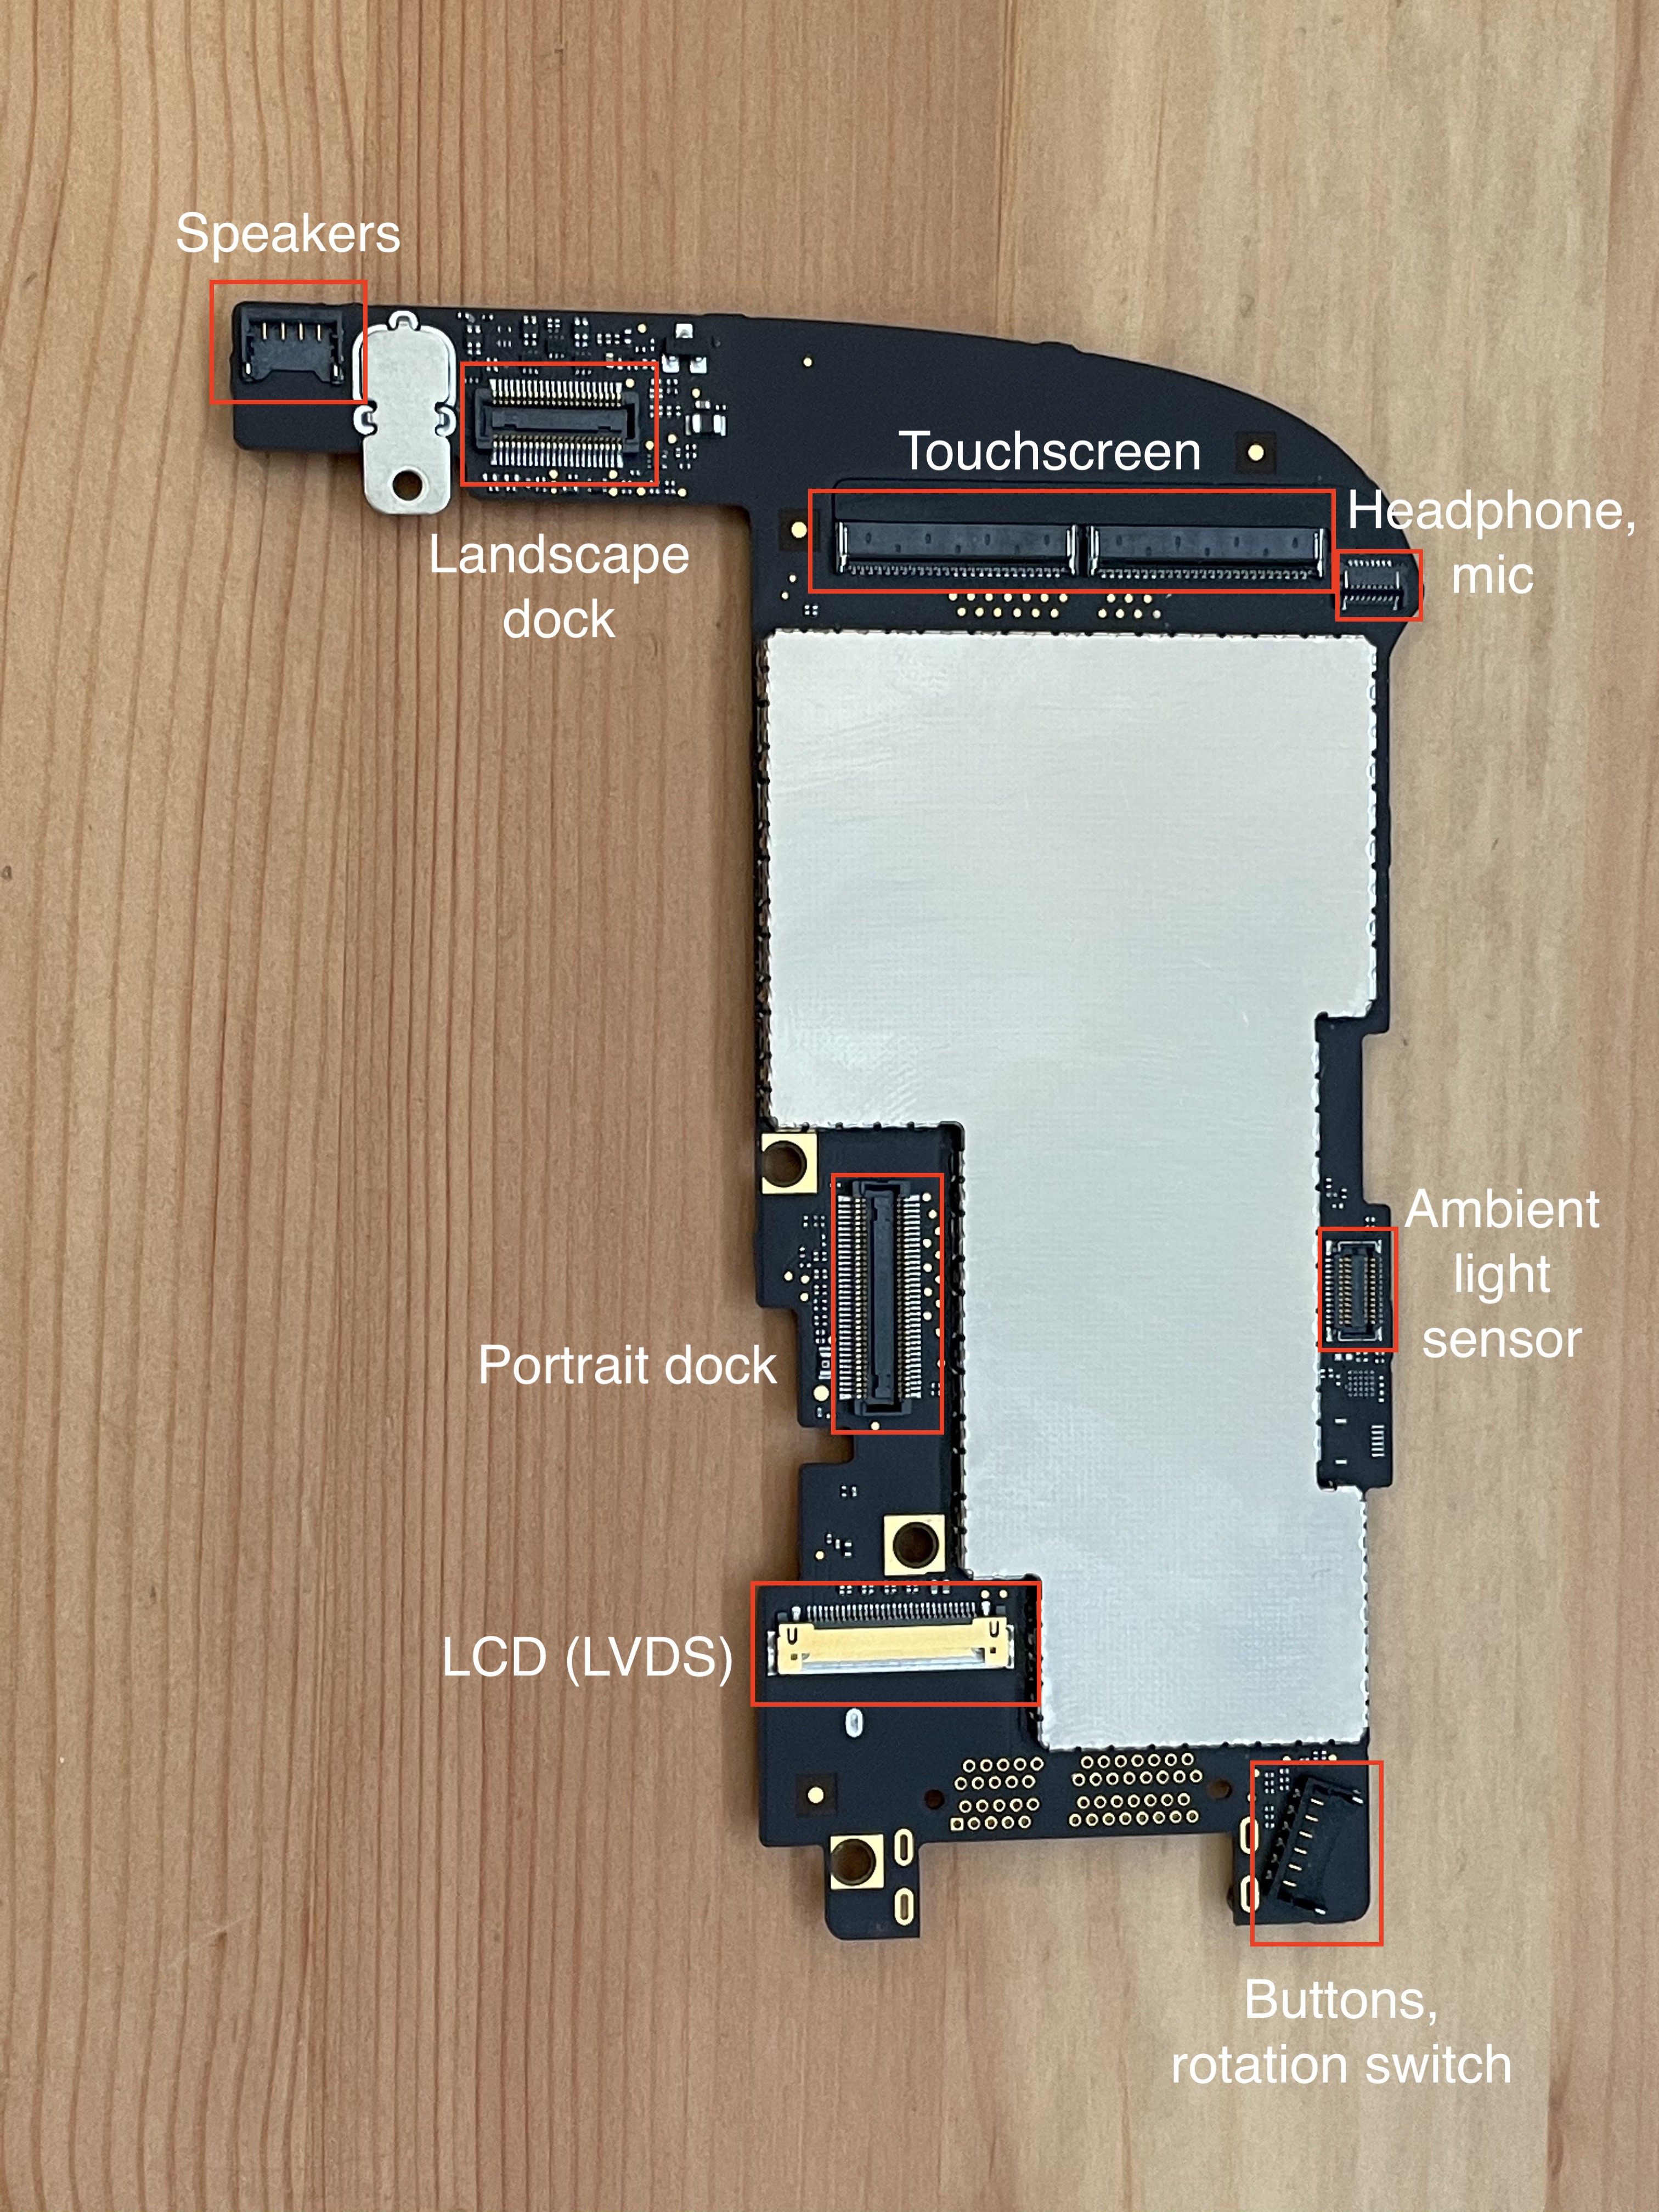 Speakers
Touchscreen
Headphone,
mic
Landscape
dock
Ambient
light
sensor
Portrait dock
LCD (LVDS)
Buttons,
rotation switch